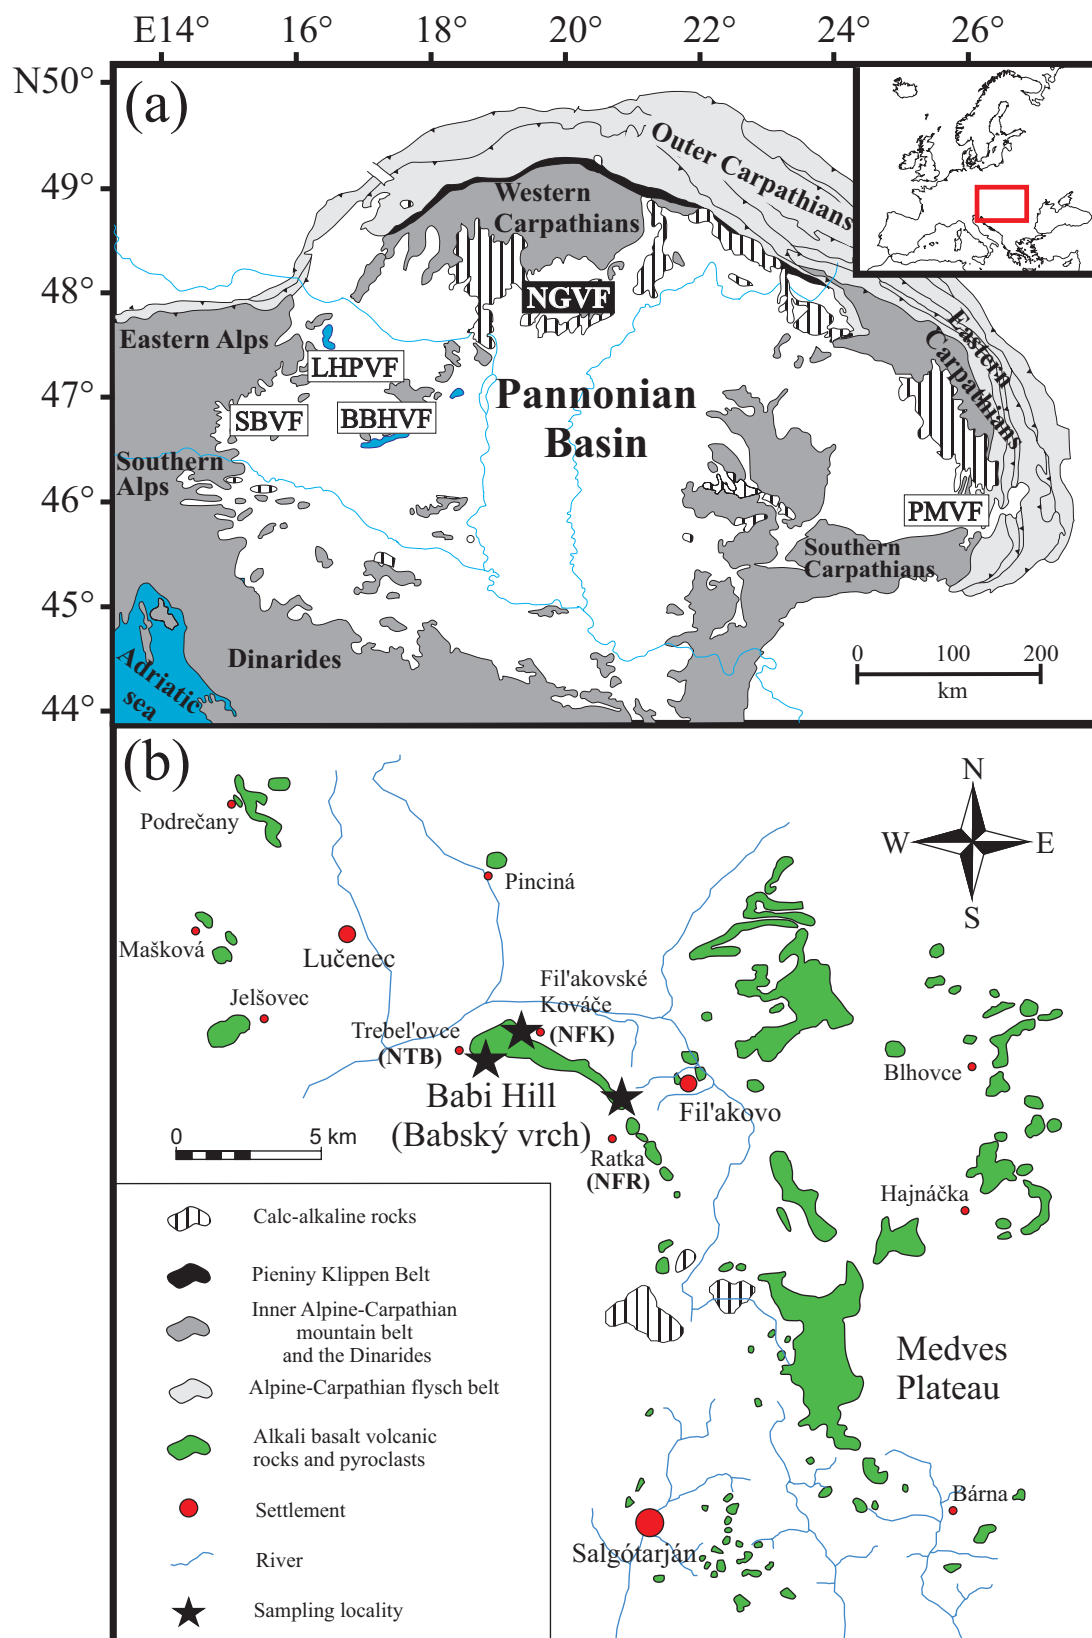 E14° 16° 18° 20° 22° 24° 26°
N50°
49°
48°
47°
46°
45°
44°
(a)
Outer Carpathians
Western
Carpathians
NGVF
Eastern Alps
LHPVF
SBVF
BBHVF
Pannonian
Basin
Eastern
Carpathians
Southern
Alps
PMVF
Southern
Carpathians
Dinarides
Adriatic
sea
0 100 200
km
(b)
N
W E
S
Podrečany
Pinciná
Mašková
Lučenec
Jelšovec
Fil'akovské
Kováče
(NFK)
Trebel'ovce
(NTB)
Babi Hill
(Babský vrch)
Fil'akovo
Blhovce
0 5 km
Ratka
(NFR)
Hajnáčka
Medves
Plateau
Bárna
Salgótarján
Calc-alkaline rocks
Pieniny Klippen Belt
Inner Alpine-Carpathian
mountain belt
and the Dinarides
Alpine-Carpathian flysch belt
Alkali basalt volcanic
rocks and pyroclasts
Settlement
River
Sampling locality